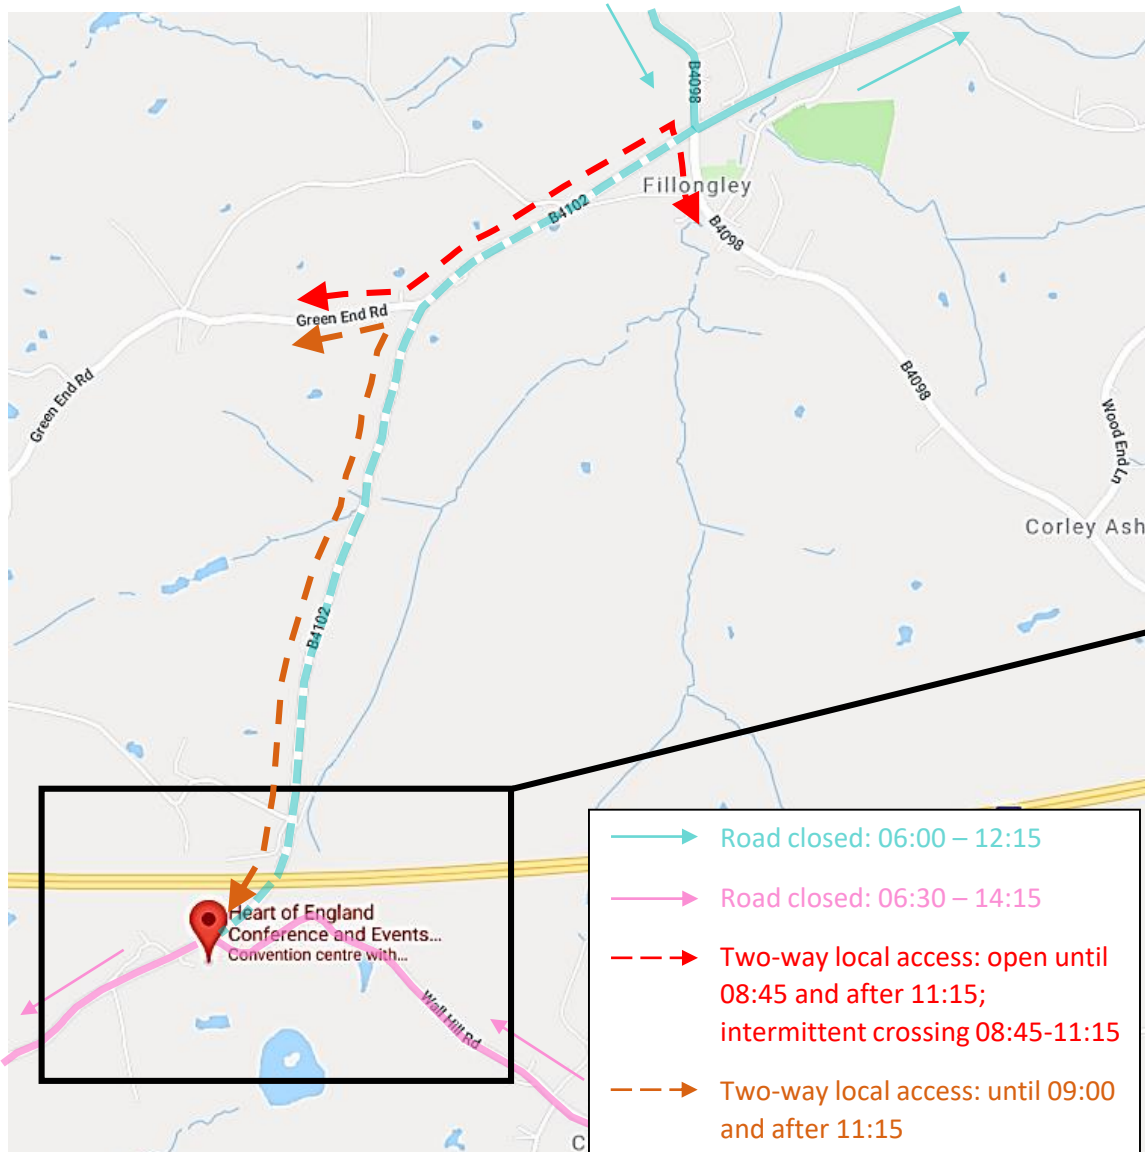 B4098
Fillongley
B4102
B4098
Green End Rd
Green End Rd
B4098
Wood End Ln
Corley Ash
B4102
Heart of England
Conference and Events...
Convention centre with...
Wall Hill Rd
C
Road closed: 06:00 – 12:15
Road closed: 06:30 – 14:15
Two-way local access: open until
08:45 and after 11:15;
intermittent crossing 08:45-11:15
Two-way local access: until 09:00
and after 11:15